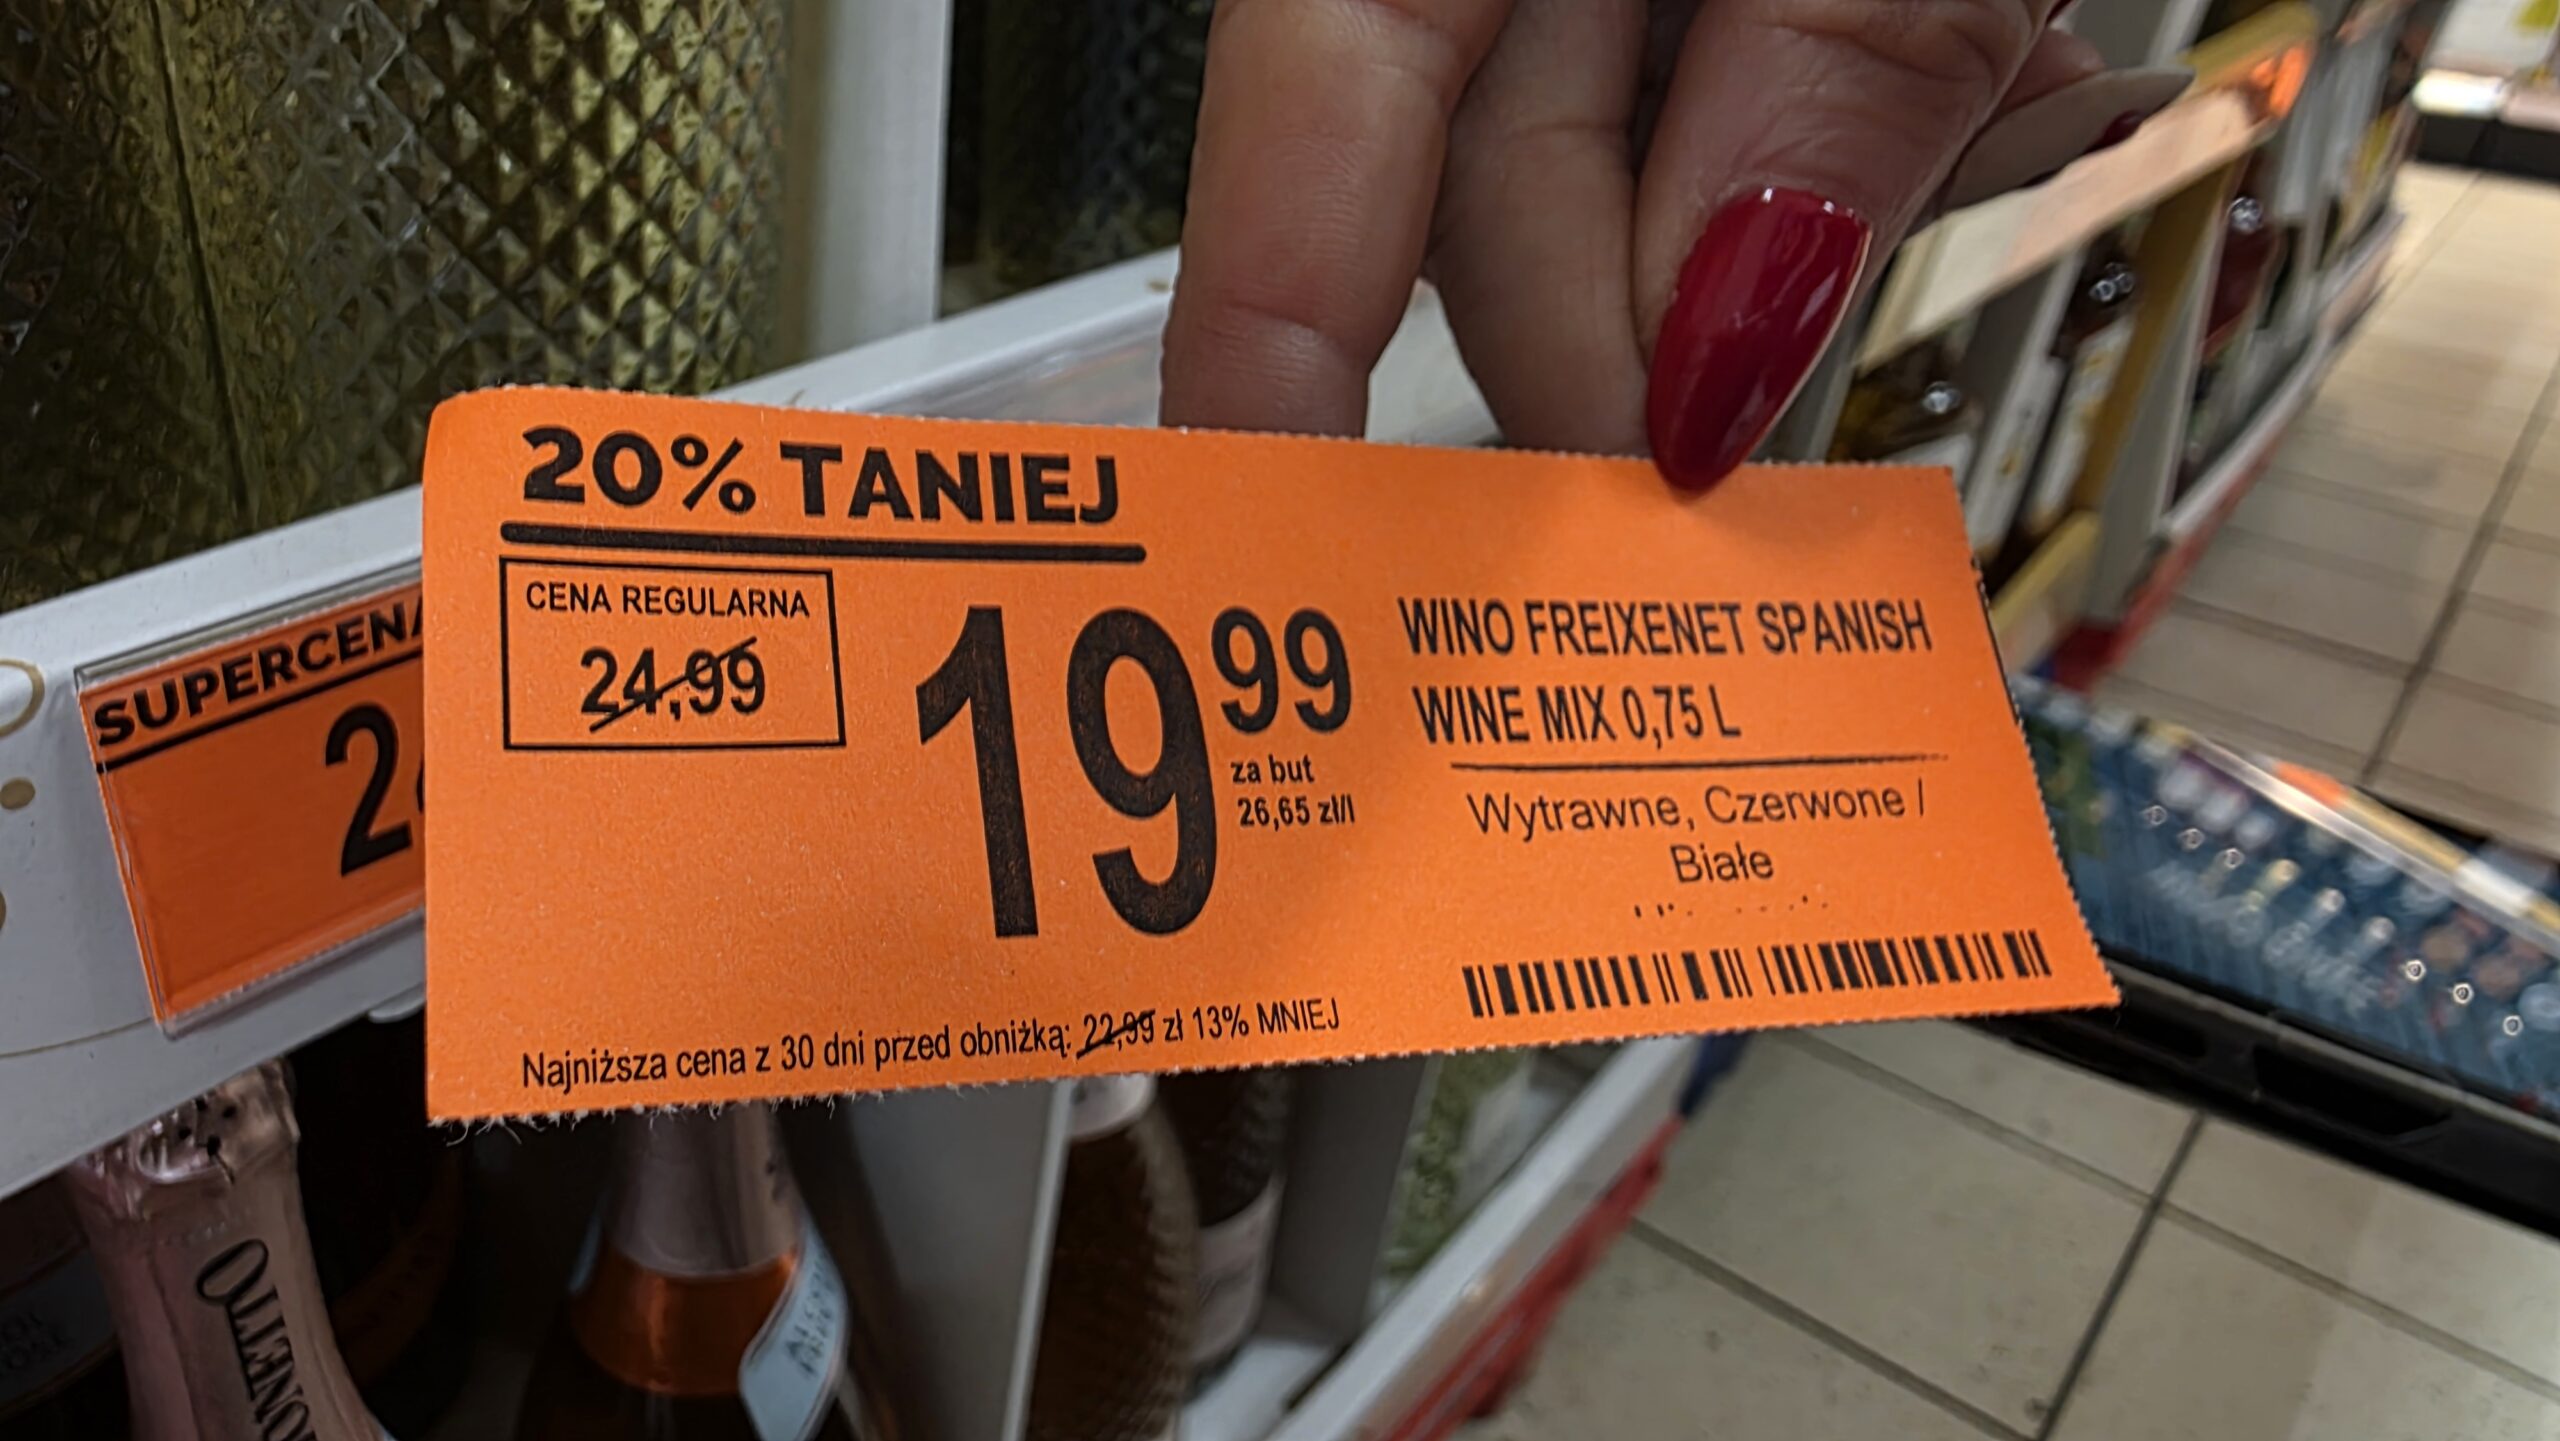 20% TANIEJ
CENA REGULARNA
24,99
19 99
za but
26,65 zł/l
WINO FREIXENET SPANISH
WINE MIX 0,75 L
Wytrawne, Czerwone /
Białe
Najniższa cena z 30 dni przed obniżką: 22,99 zł 13% MNIEJ
SUPERCENA
2